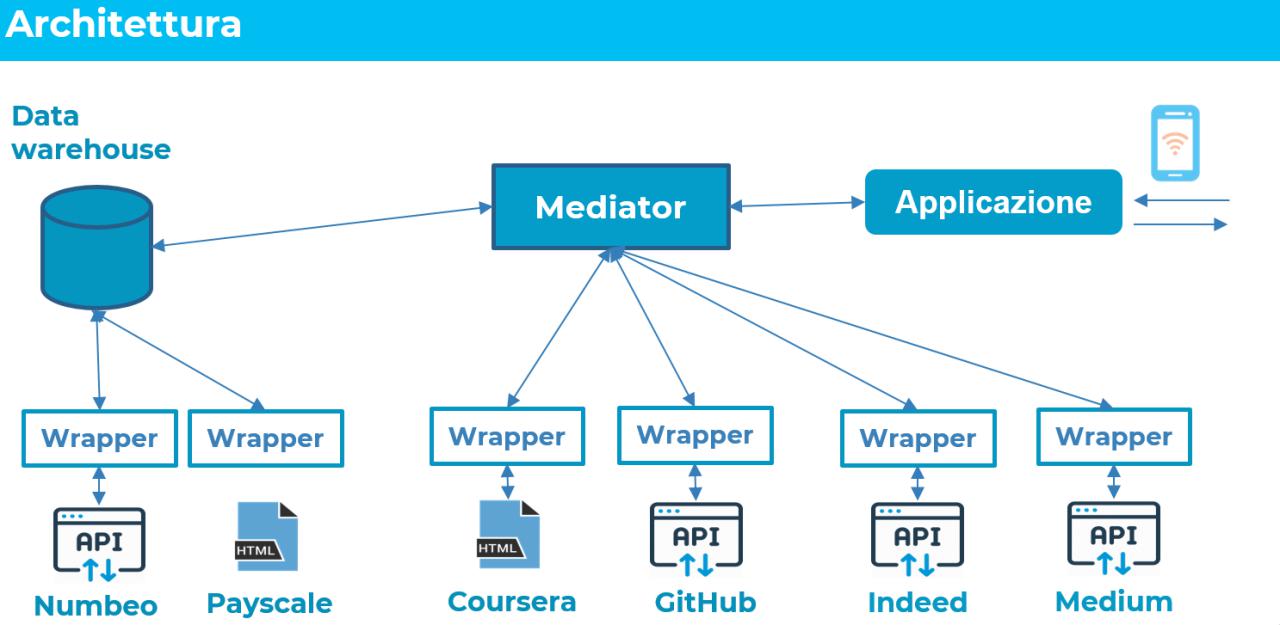 Architettura
Data
warehouse
Mediator
Applicazione
Wrapper
Wrapper
Wrapper
Wrapper
Wrapper
Wrapper
API
HTML
HTML
API
API
API
Numbeo
Payscale
Coursera
GitHub
Indeed
Medium